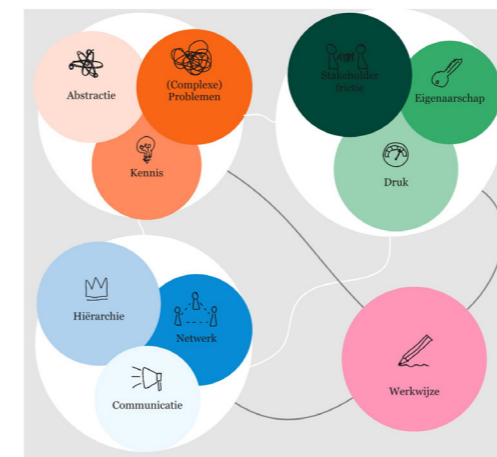 Abstractie
(Complexe)
Problemen
Kennis
Stakeholder
frictie
Eigenaarschap
Druk
Hiërarchie
Netwerk
Communicatie
Werkwijze